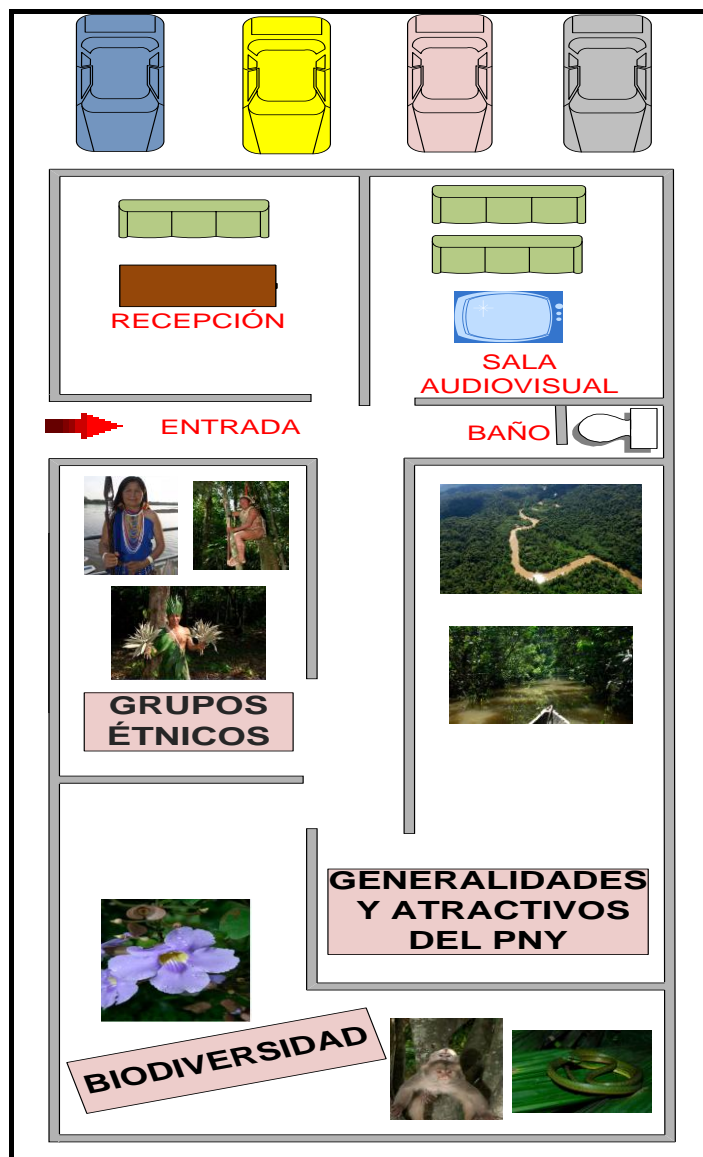 RECEPCIÓN
SALA
AUDIOVISUAL
ENTRADA
BAÑO
GRUPOS
ÉTNICOS
GENERALIDADES
Y ATRACTIVOS
DEL PNY
BIODIVERSIDAD